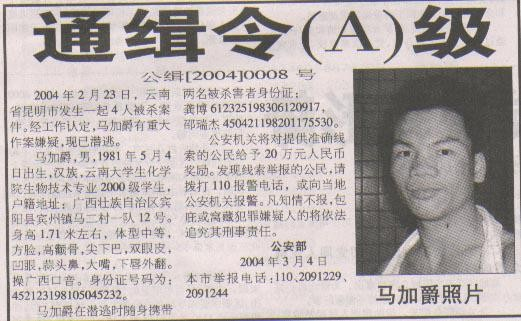 通缉令(A)级
公缉[2004]0008 号
2004 年 2 月 23 日，云南
省昆明市发生一起 4 人被杀案
件。经工作认定，马加爵有重大
作案嫌疑，现已潜逃。
马加爵，男，1981 年 5 月 4
日出生，汉族，云南大学生化学
院生物技术专业 2000 级学生，
户籍地址：广西壮族自治区宾
阳县宾州镇马二村一队 12 号。
身高 1.71 米左右，体型中等，
方脸，高颧骨，尖下巴，双眼皮，
凹眼，蒜头鼻，大嘴，下唇外翻。
操广西口音。身份证号码为：
452123198105045232。
马加爵在潜逃时随身携带
两名被杀害者身份证：
龚博 612325198306120917，
邵瑞杰 450421198201175530。
公安机关将对提供准确线
索的公民给予 20 万元人民币
奖励。发现线索举报的公民，请
拨打 110 报警电话，或向当地
公安机关报警。凡知情不报，包
庇或窝藏犯罪嫌疑人的将依法
追究其刑事责任。
公安部
2004 年 3 月 4 日
本市举报电话：110、2091229、
2091244
马加爵照片